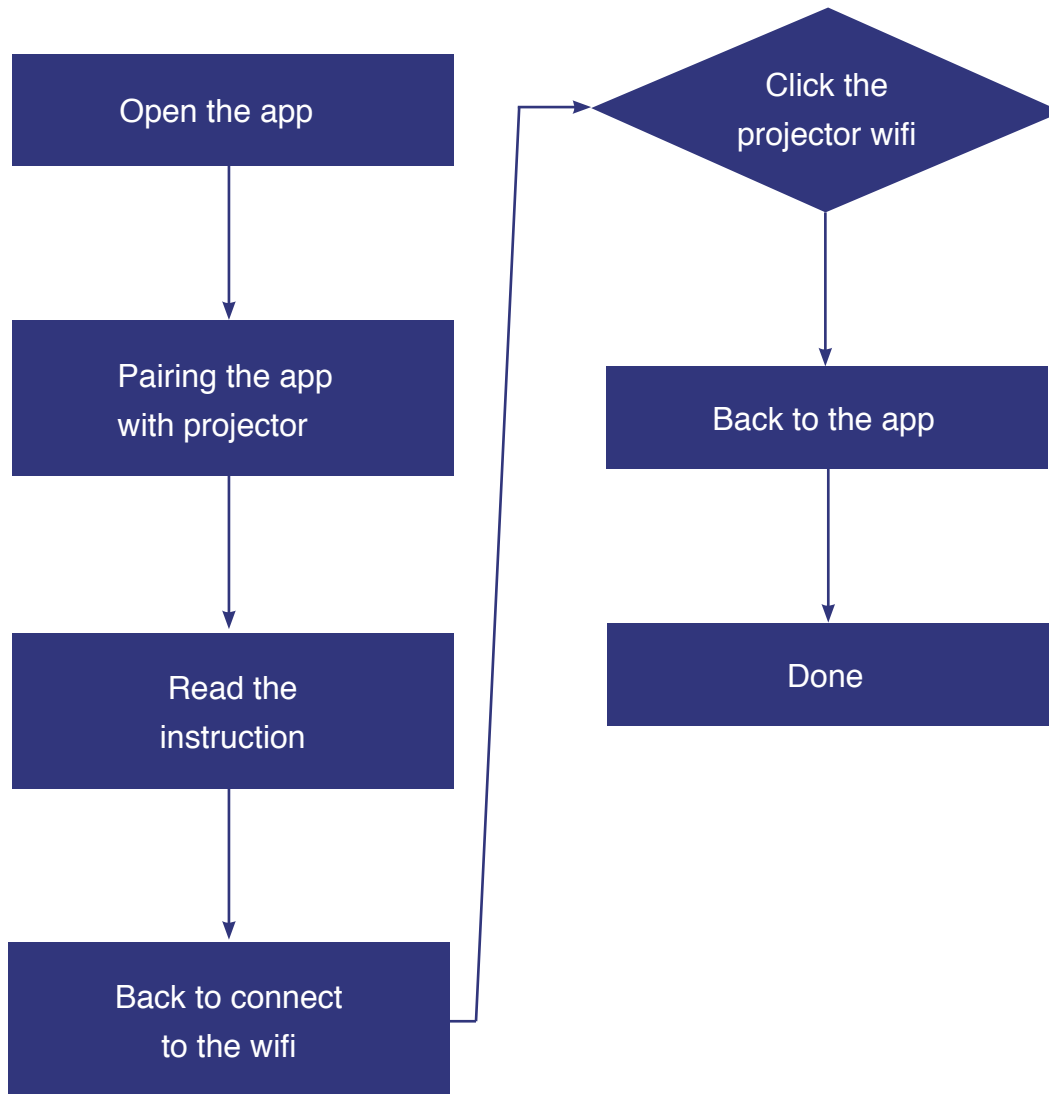 Open the app
Pairing the app
with projector
Read the
instruction
Back to connect
to the wifi
Click the
projector wifi
Back to the app
Done